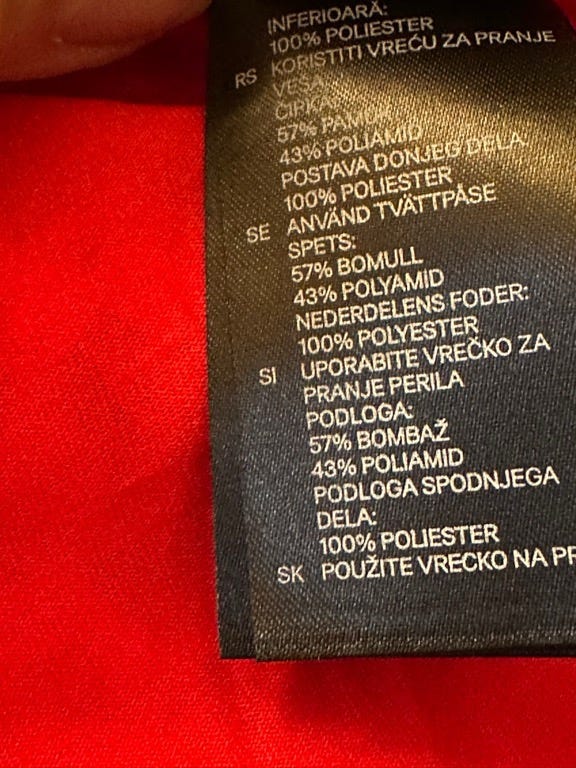 INFERIOARĂ:
100% POLIESTER
RS KORISTITI VREĆU ZA PRANJE
VEŠA.
ČIPKA:
57% PAMUK
43% POLIAMID
POSTAVA DONJEG DELA:
100% POLIESTER
SE ANVÄND TVÄTTPÅSE
SPETS:
57% BOMULL
43% POLYAMID
NEDERDELENS FODER:
100% POLYESTER
SI UPORABITE VREČKO ZA
PRANJE PERILA
PODLOGA:
57% BOMBAŽ
43% POLIAMID
PODLOGA SPODNJEGA
DELA:
100% POLIESTER
SK POUŽITE VRECKO NA PR